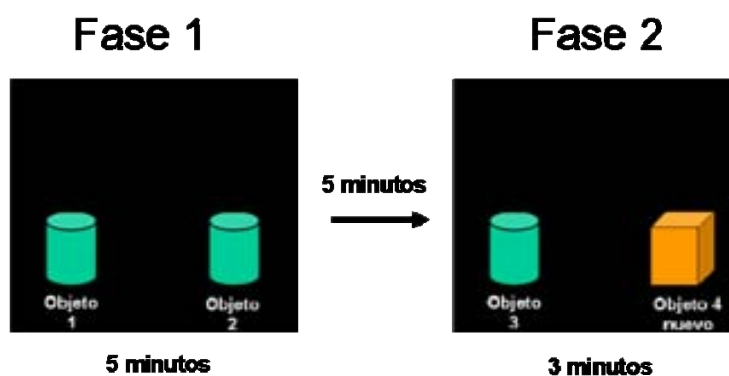 Fase 1
Fase 2
Objeto
1
Objeto
2
5 minutos
5 minutos
Objeto
3
Objeto 4
nuevo
3 minutos